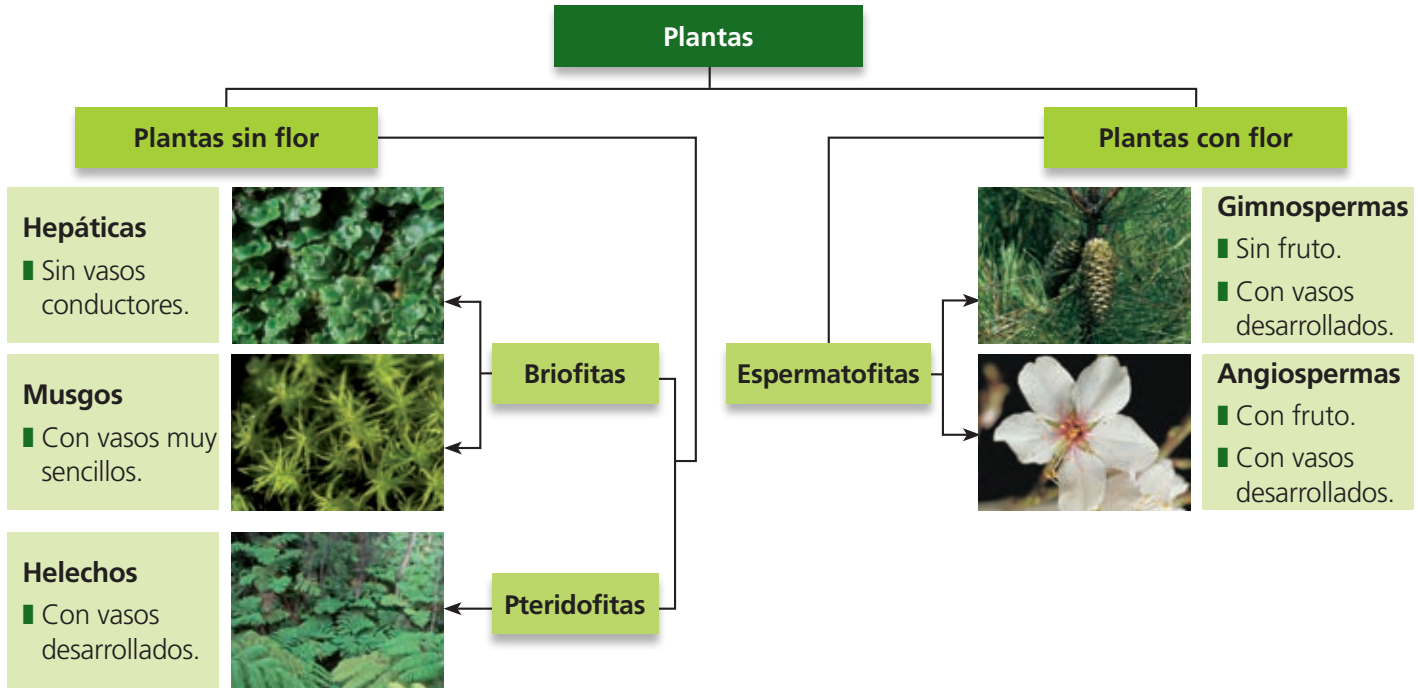 Plantas
Plantas sin flor
Plantas con flor
Hepáticas
Sin vasos
conductores.
Musgos
Con vasos muy
sencillos.
Helechos
Con vasos
desarrollados.
Briofitas
Pteridofitas
Espermatofitas
Gimnospermas
Sin fruto.
Con vasos
desarrollados.
Angiospermas
Con fruto.
Con vasos
desarrollados.